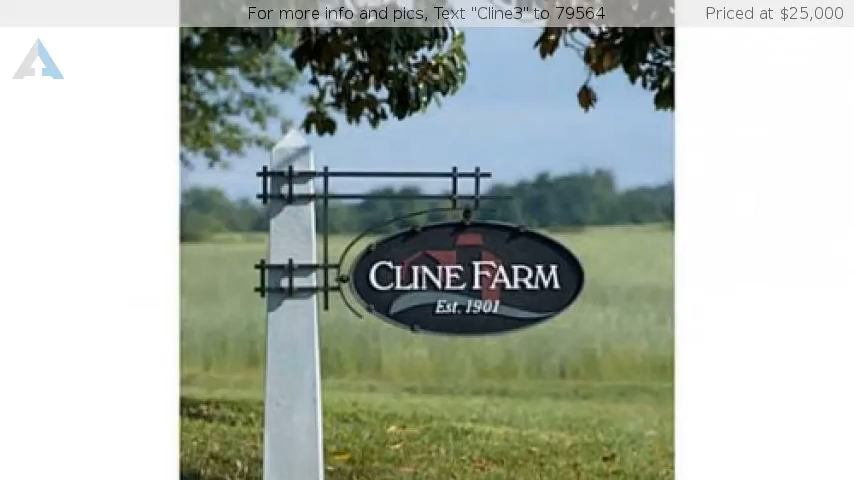 For more info and pics, Text "Cline3" to 79564
Priced at $25,000
CLINE FARM
Est. 1901